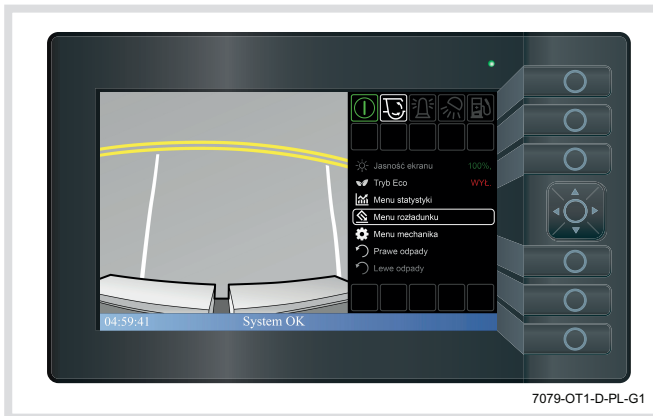 Jasność ekranu 100%
Tryb Eco WYŁ.
Menu statystyki
Menu rozładunku
Menu mechanika
Prawe odpady
Lewe odpady
04:59:41 System OK
7079-OT1-D-PL-G1